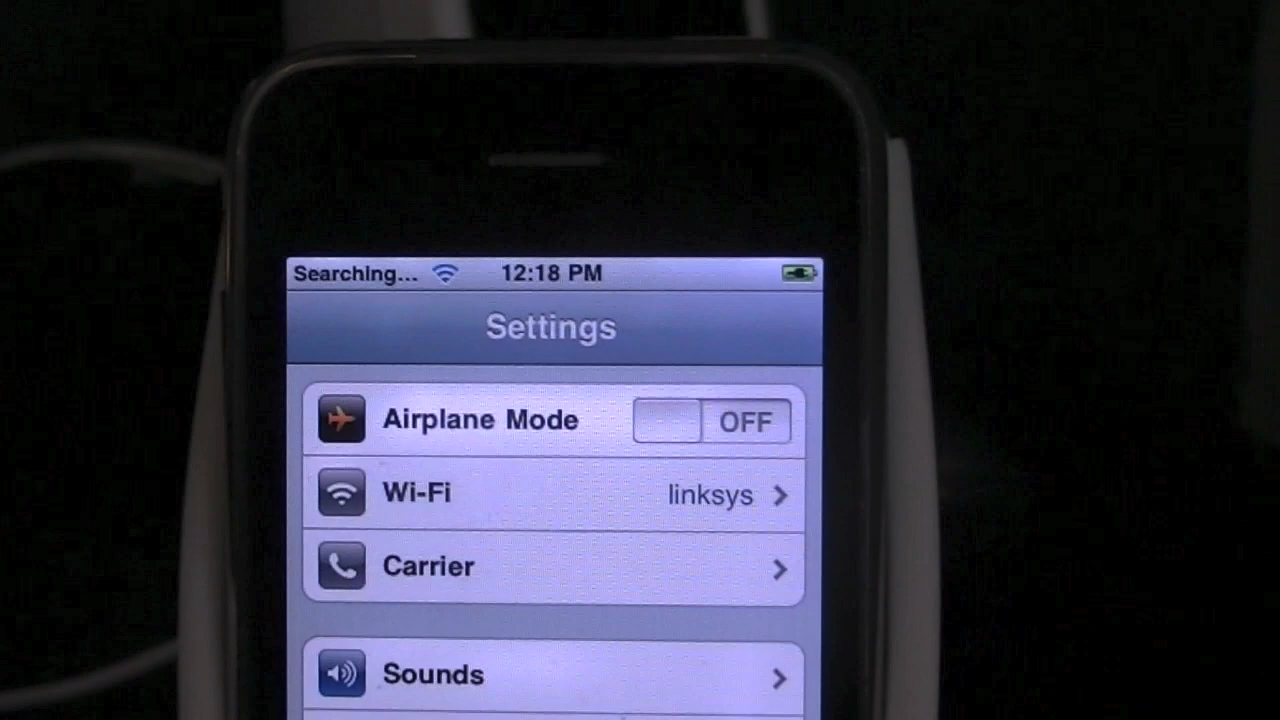 Searching... 12:18 PM
Settings
Airplane Mode OFF
Wi-Fi linksys
Carrier
Sounds